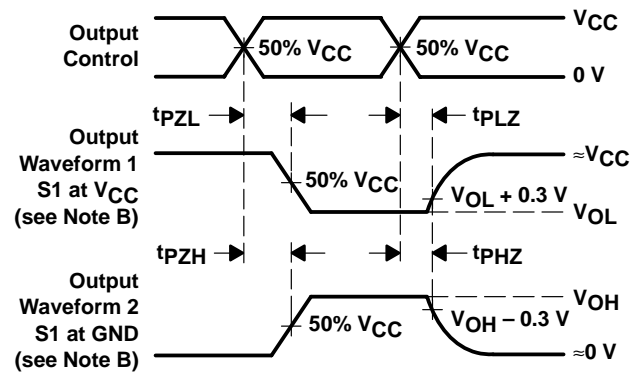 Output
Control
50% VCC
50% VCC
VCC
0 V
tPZL
tPLZ
Output
Waveform 1
S1 at VCC
(see Note B)
50% VCC
≈VCC
VOL + 0.3 V
VOL
tPZH
tPHZ
Output
Waveform 2
S1 at GND
(see Note B)
50% VCC
VOH
VOH − 0.3 V
≈0 V